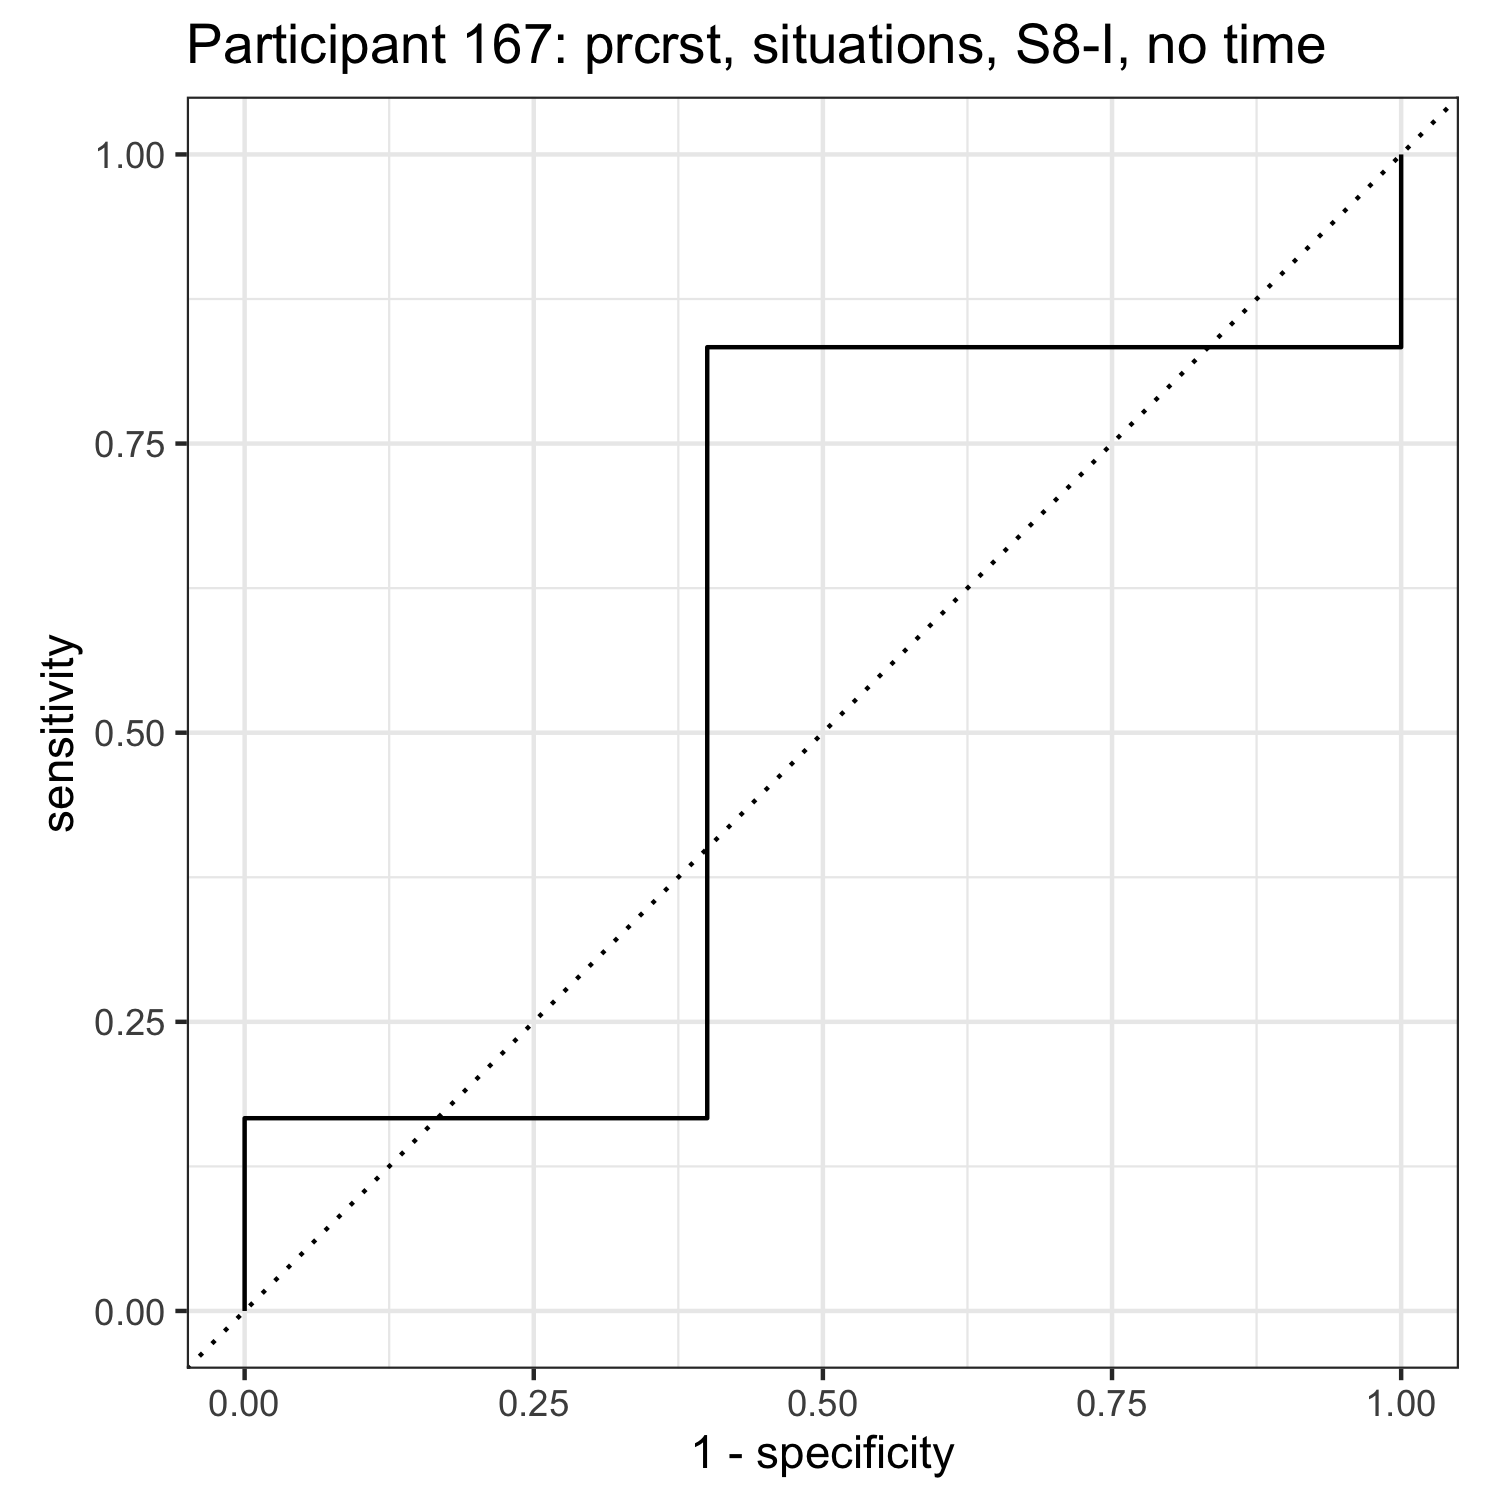 Participant 167: prcrst, situations, S8-I, no time
1.00
0.75
0.50
0.25
0.00
sensitivity
0.00 0.25 0.50 0.75 1.00
1 - specificity